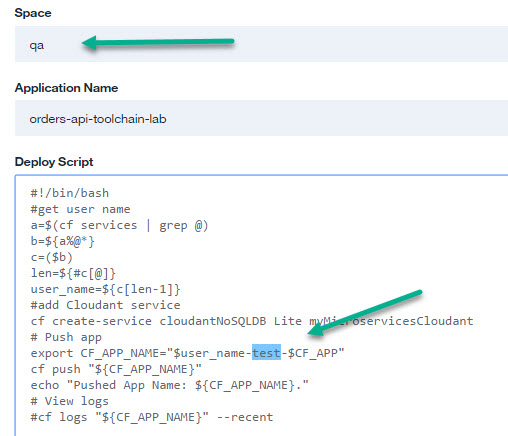 Space
qa
Application Name
orders-api-toolchain-lab
Deploy Script
#!/bin/bash
#get user name
a=$(cf services | grep @)
b=${a%@*}
c=($b)
len=${#c[@]}
user_name=${c[len-1]}
#add Cloudant service
cf create-service cloudantNoSQLDB Lite myMicroservicesCloudant
# Push app
export CF_APP_NAME="$user_name-test-$CF_APP"
cf push "${CF_APP_NAME}"
echo "Pushed App Name: ${CF_APP_NAME}."
# View logs
#cf logs "${CF_APP_NAME}" --recent